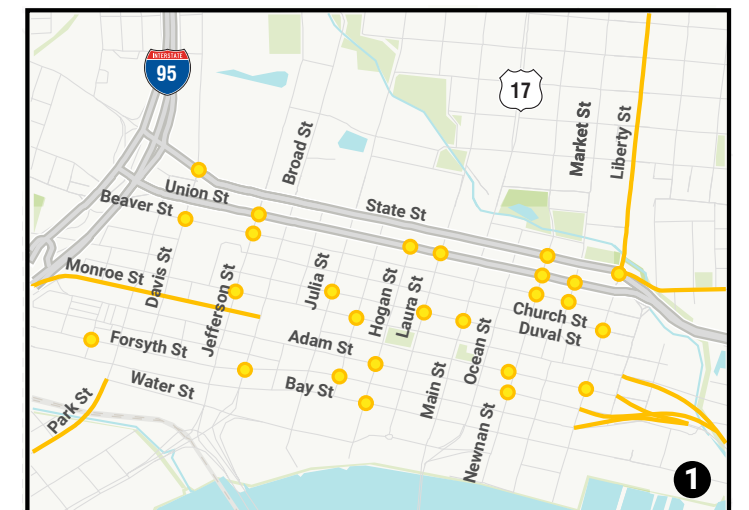 INTERSTATE
95
17
Broad St
Market St
Liberty St
Union St
Beaver St
State St
Davis St
Monroe St
Jefferson St
Julia St
Hogan St
Laura St
Church St
Duval St
Forsyth St
Adam St
Ocean St
Main St
Water St
Bay St
Park St
Newnan St
1